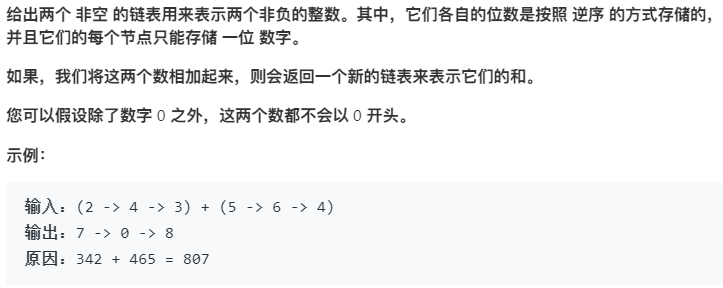 给出两个 非空 的链表用来表示两个非负的整数。其中，它们各自的位数是按照 逆序 的方式存储的，
并且它们的每个节点只能存储 一位 数字。
如果，我们将这两个数相加起来，则会返回一个新的链表来表示它们的和。
您可以假设除了数字 0 之外，这两个数都不会以 0 开头。
示例：
输入：(2 -> 4 -> 3) + (5 -> 6 -> 4)
输出：7 -> 0 -> 8
原因：342 + 465 = 807